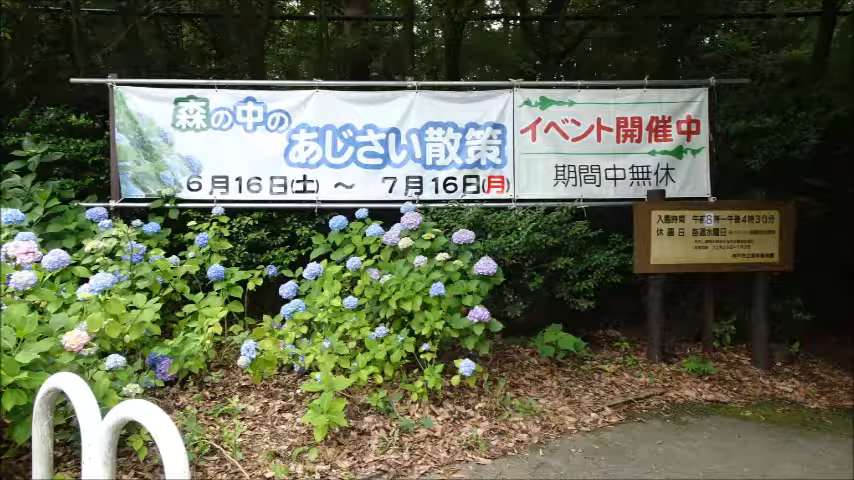 森の中の
あじさい散策
6月16日(土) ～ 7月16日(月)
イベント開催中
期間中無休
入園時間 午前8時～午後4時30分
休園日 毎週水曜日